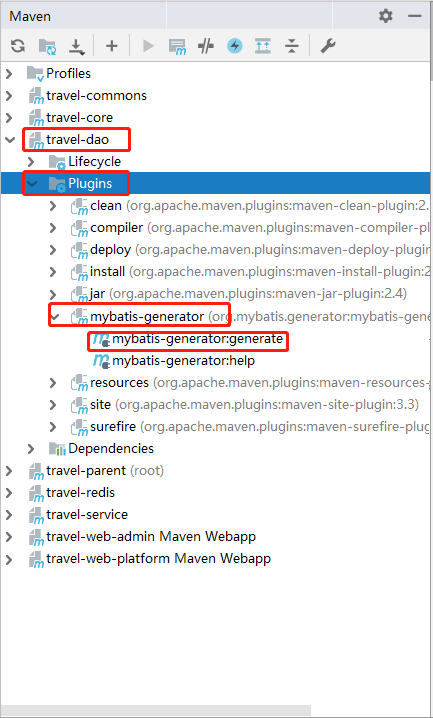 Maven
Profiles
travel-commons
travel-core
travel-dao
Lifecycle
Plugins
clean (org.apache.maven.plugins:maven-clean-plugin:2.
compiler (org.apache.maven.plugins:maven-compiler-pl
deploy (org.apache.maven.plugins:maven-deploy-plugin
install (org.apache.maven.plugins:maven-install-plugin:2
jar (org.apache.maven.plugins:maven-jar-plugin:2.4)
mybatis-generator (org.mybatis.generator:mybatis-gene
mybatis-generator:generate
mybatis-generator:help
resources (org.apache.maven.plugins:maven-resources-
site (org.apache.maven.plugins:maven-site-plugin:3.3)
surefire (org.apache.maven.plugins:maven-surefire-plug
Dependencies
travel-parent (root)
travel-redis
travel-service
travel-web-admin Maven Webapp
travel-web-platform Maven Webapp